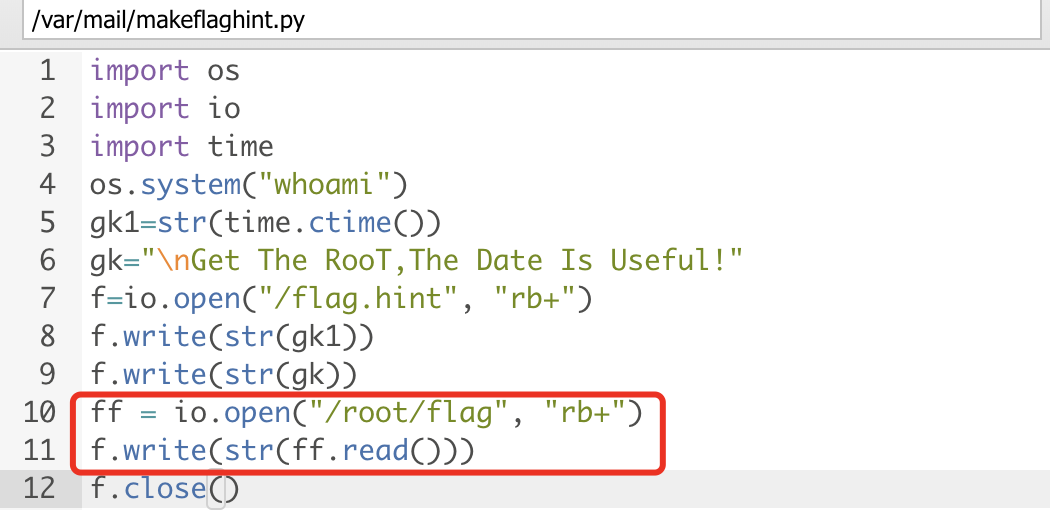 /var/mail/makeflaghint.py
1 import os
2 import io
3 import time
4 os.system("whoami")
5 gk1=str(time.ctime())
6 gk="\nGet The RooT,The Date Is Useful!"
7 f=io.open("/flag.hint", "rb+")
8 f.write(str(gk1))
9 f.write(str(gk))
10 ff = io.open("/root/flag", "rb+")
11 f.write(str(ff.read()))
12 f.close()